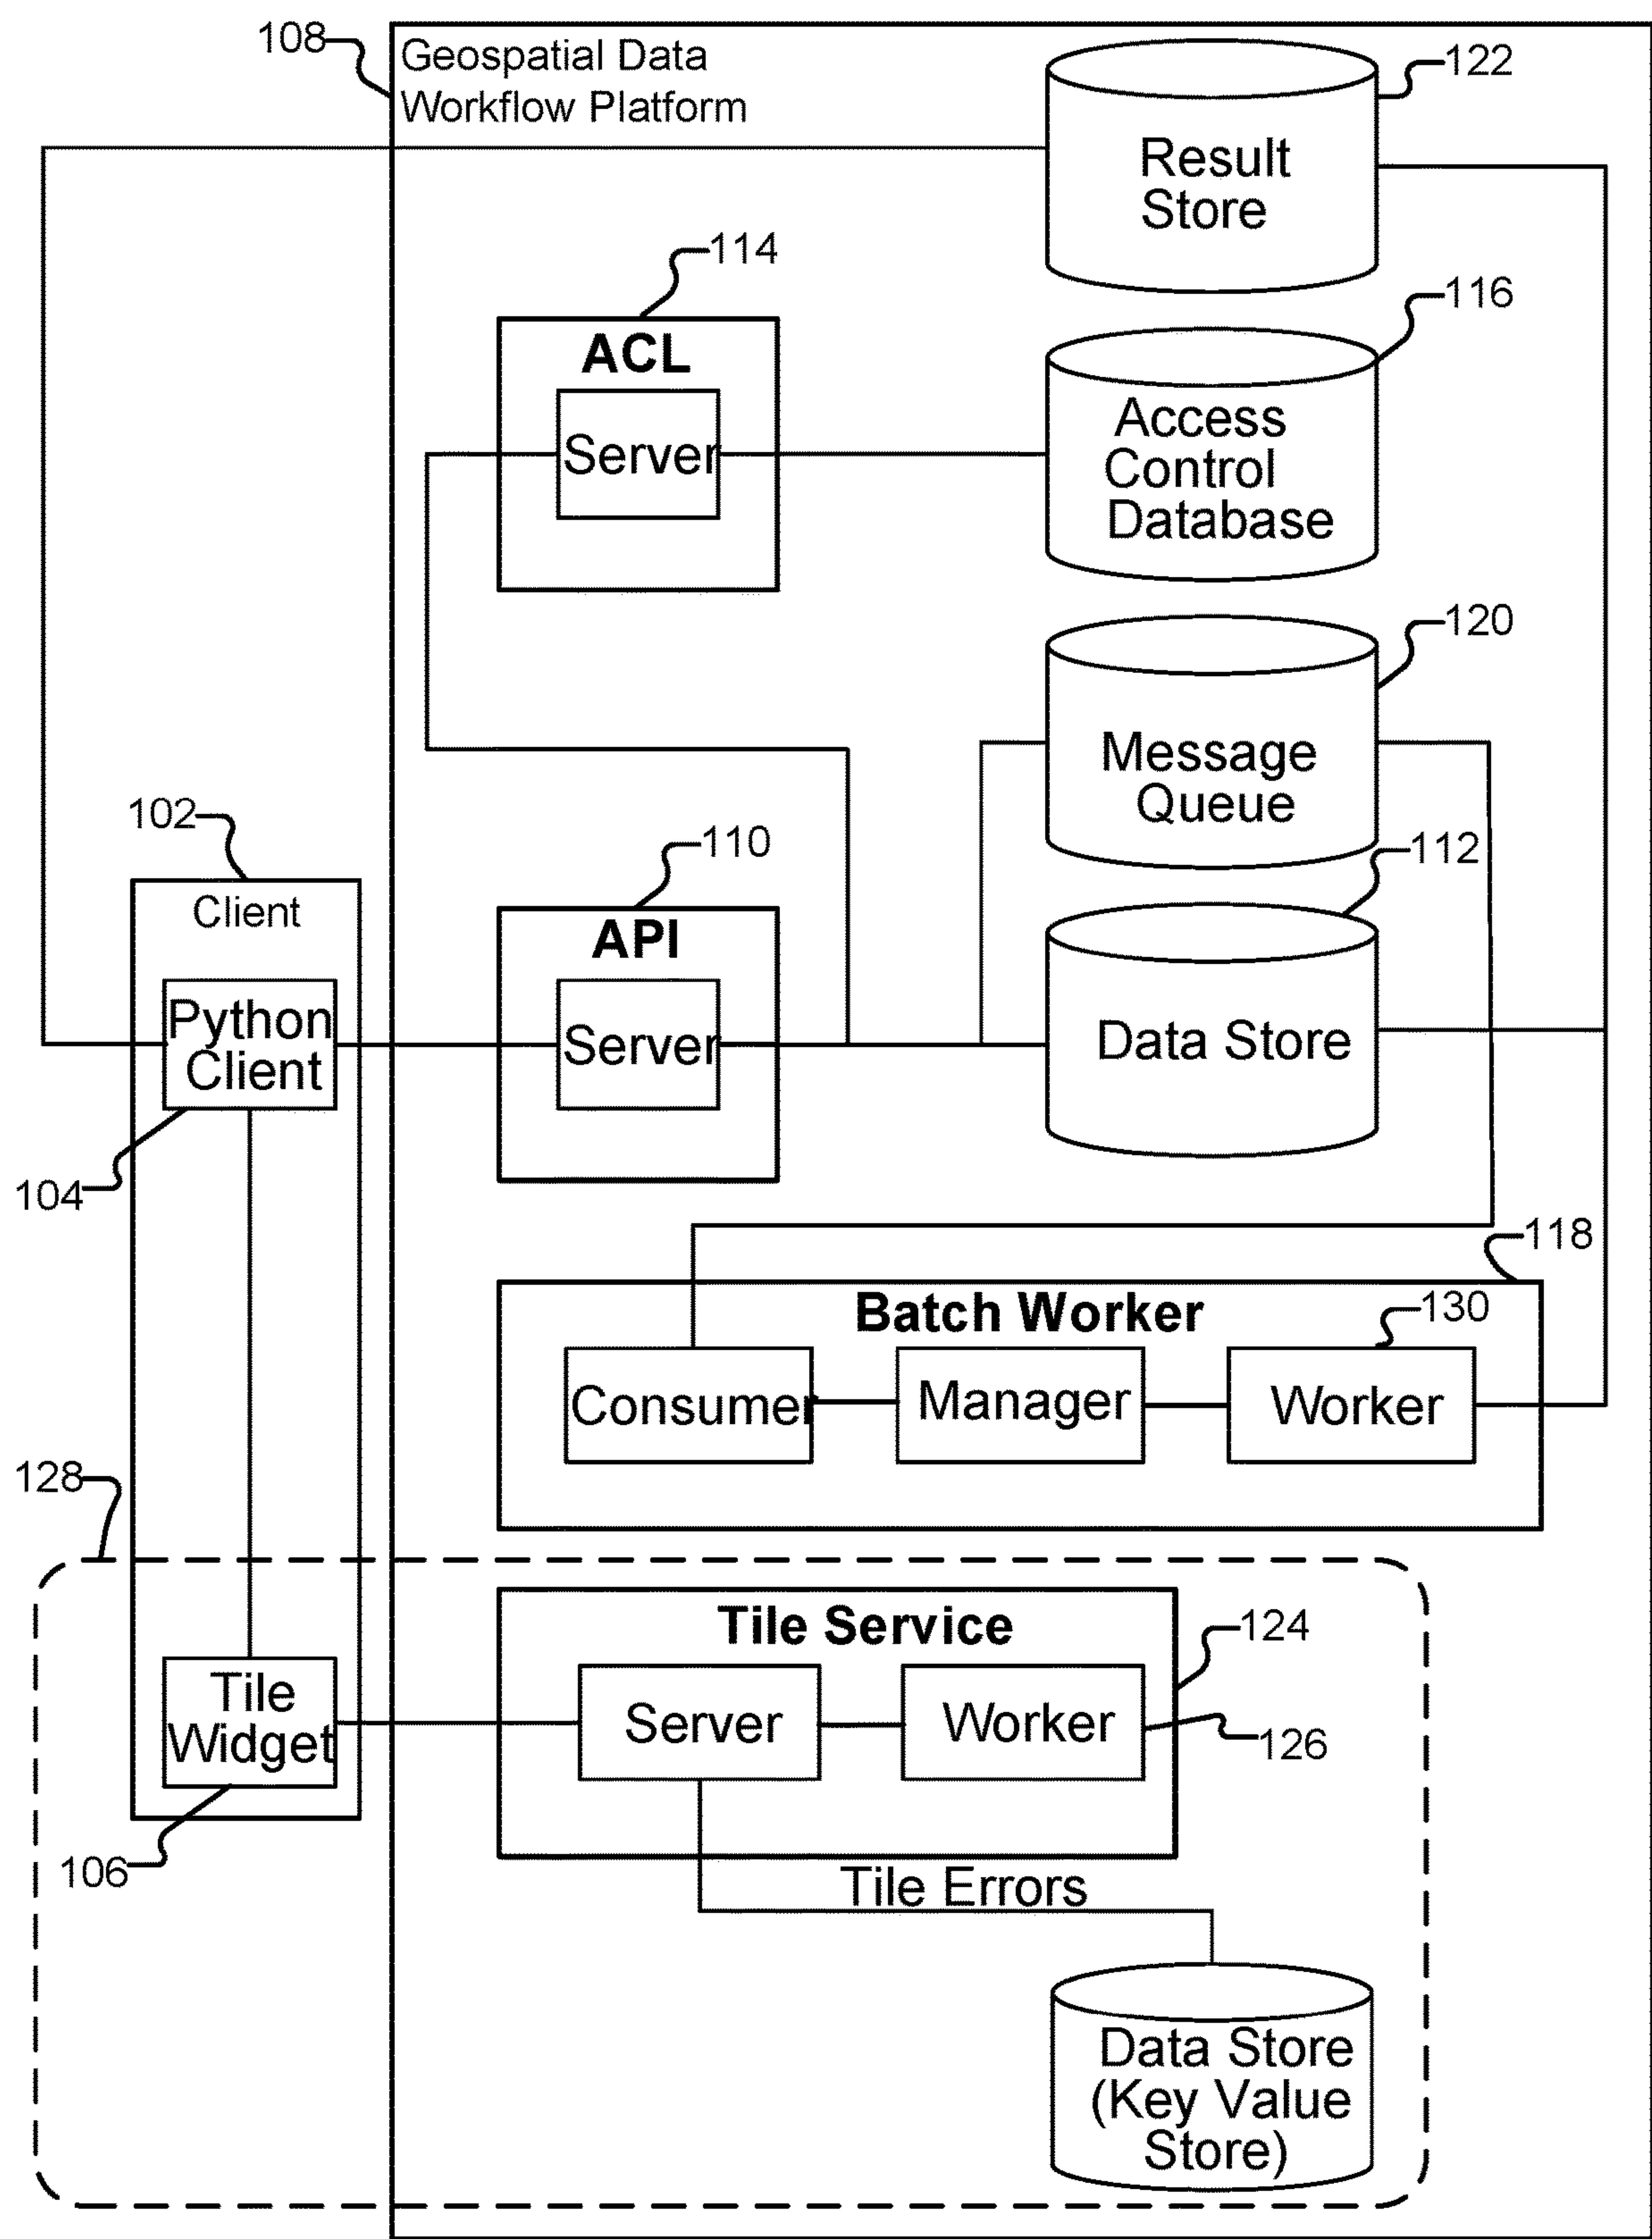 108
Geospatial Data
Workflow Platform
122
Result
Store
114
116
ACL
Server
Access
Control
Database
120
Message
Queue
102
110
112
Client
API
Python
Client
Server
Data Store
104
118
Batch Worker
130
Consumer
Manager
Worker
128
Tile Service
124
Tile
Widget
Server
Worker
126
106
Tile Errors
Data Store
(Key Value
Store)